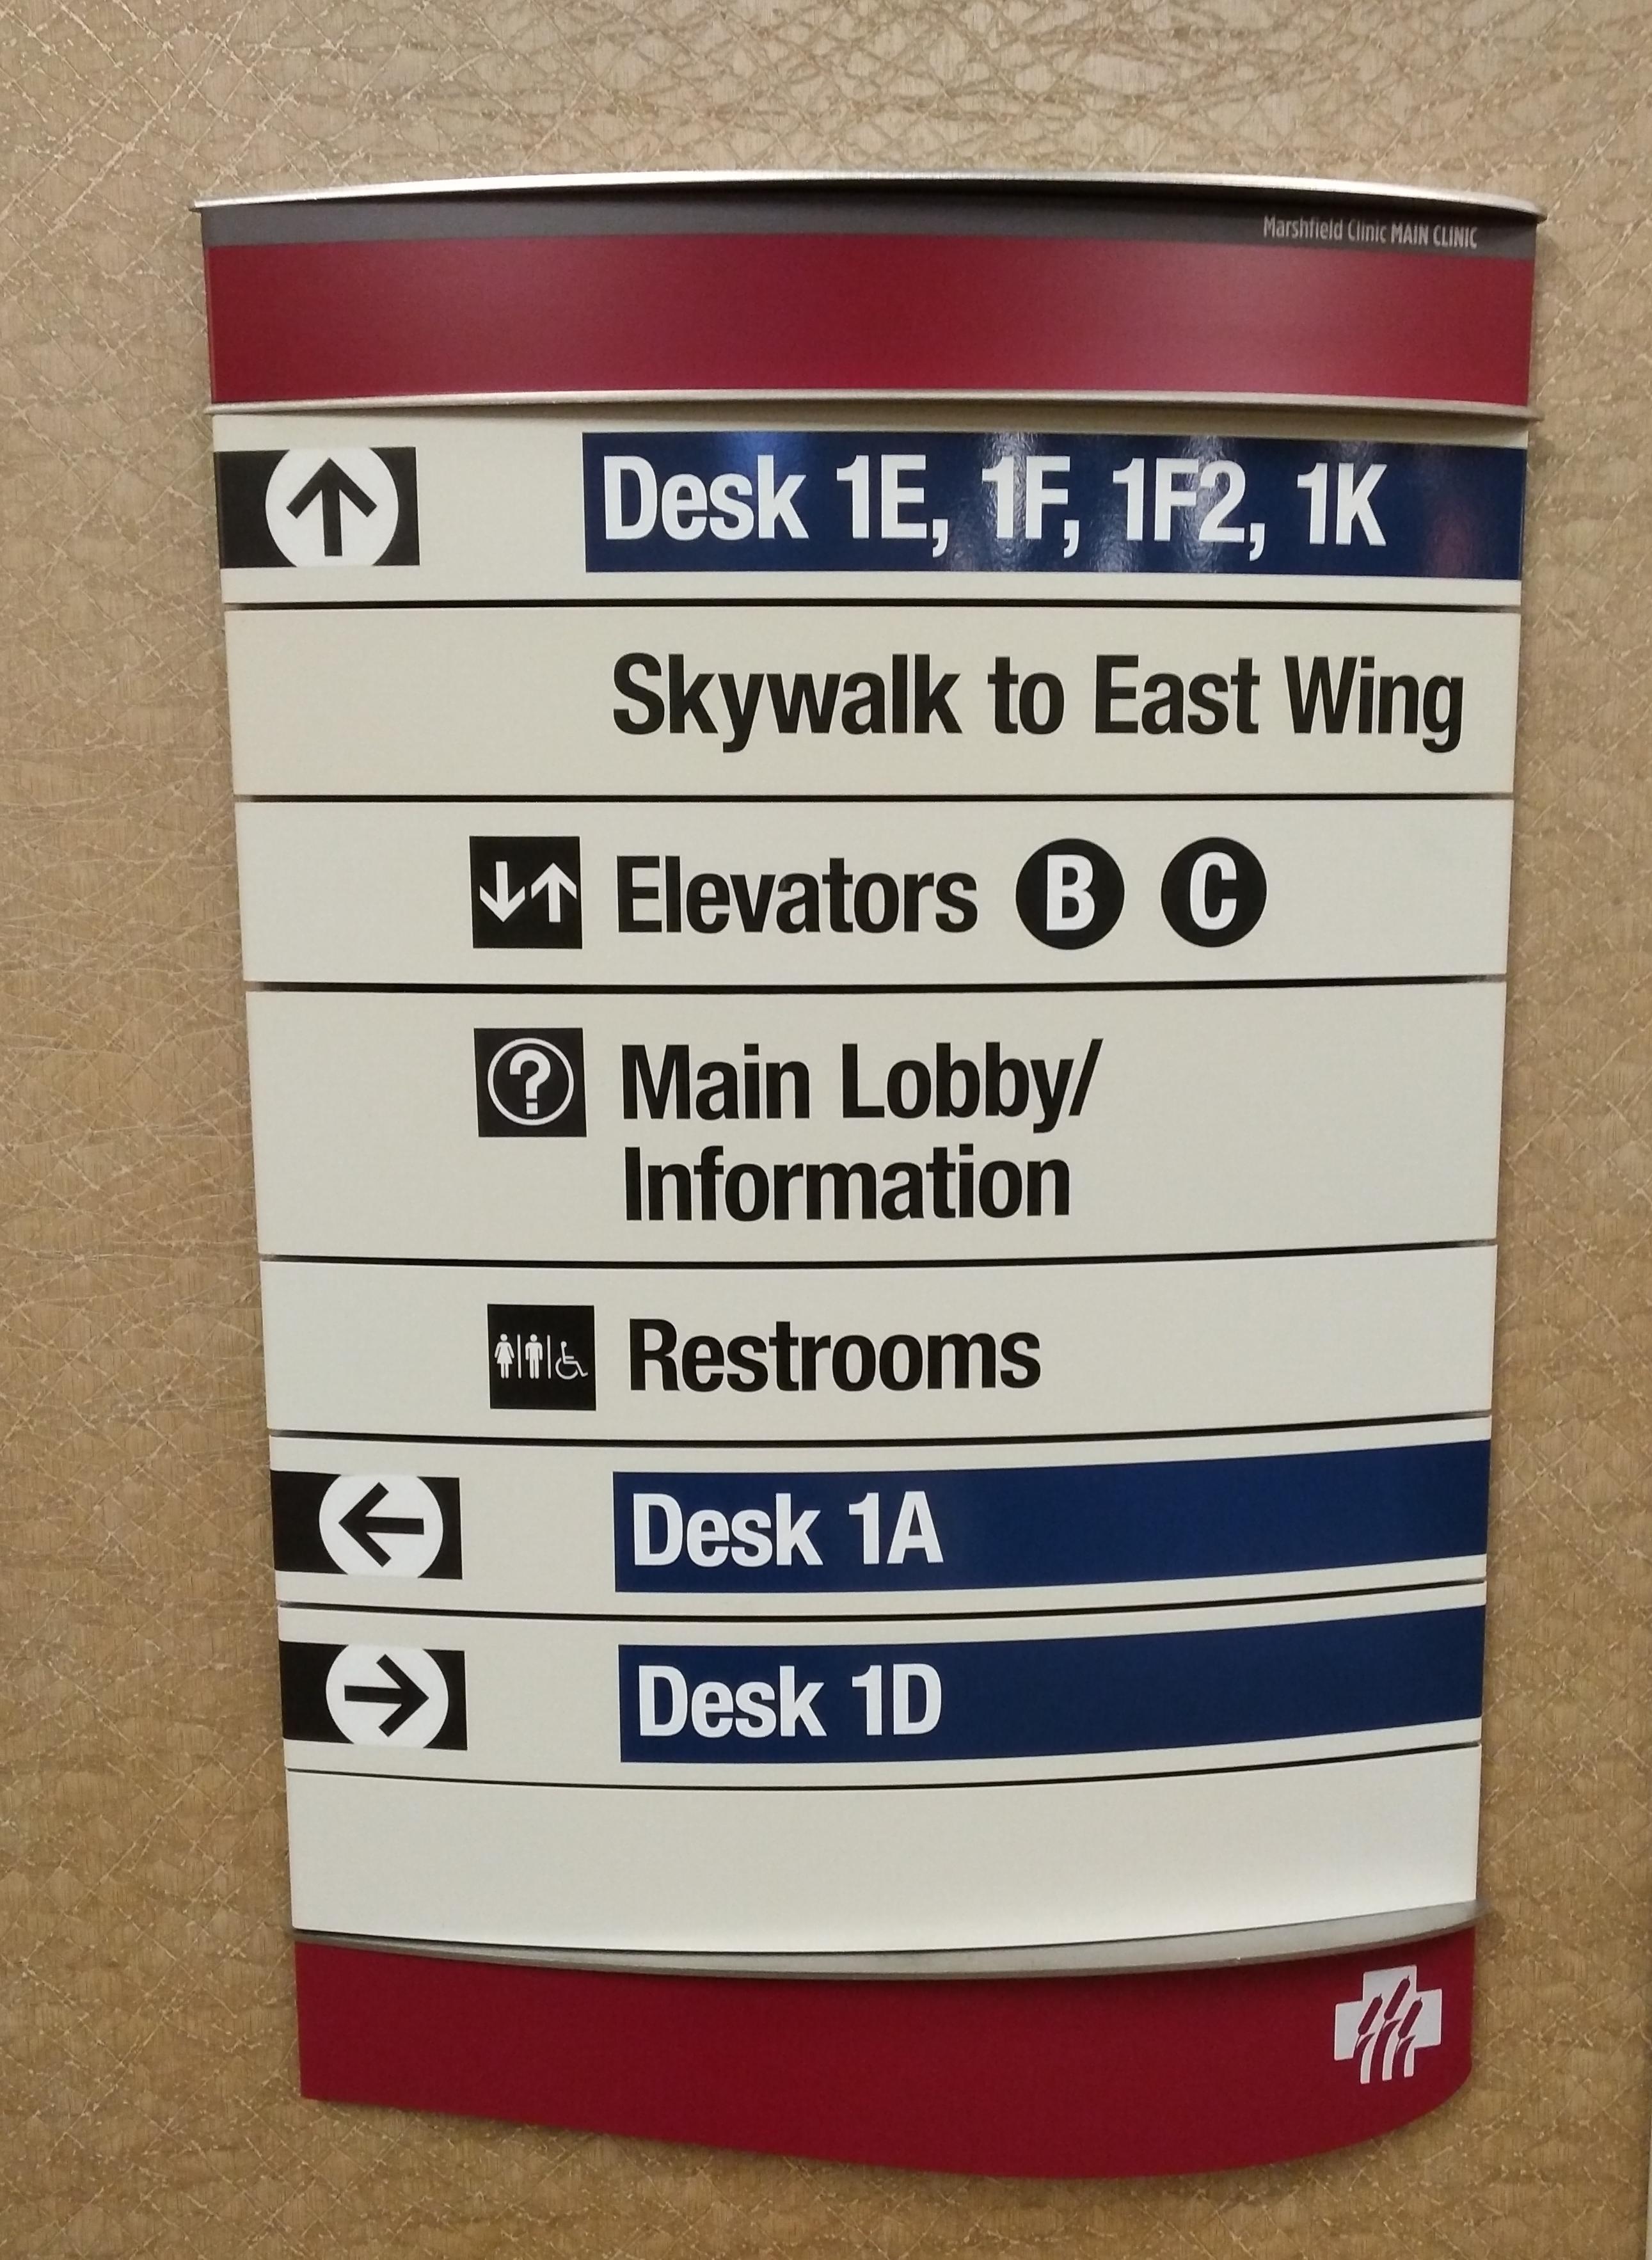 Marshfield Clinic MAIN CLINIC
Desk 1E, 1F, 1F2, 1K
Skywalk to East Wing
Elevators B C
Main Lobby/
Information
Restrooms
Desk 1A
Desk 1D